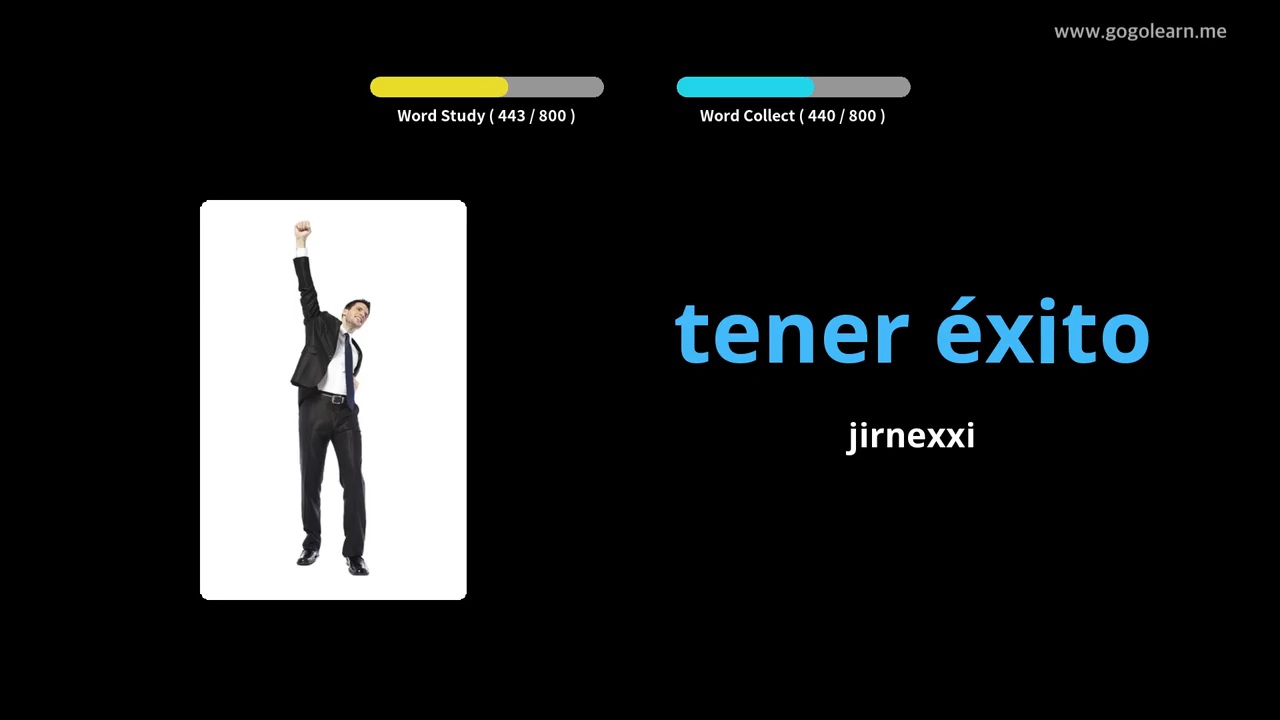 www.gogolearn.me
Word Study ( 443 / 800 )
Word Collect ( 440 / 800 )
tener éxito
jirnexxi